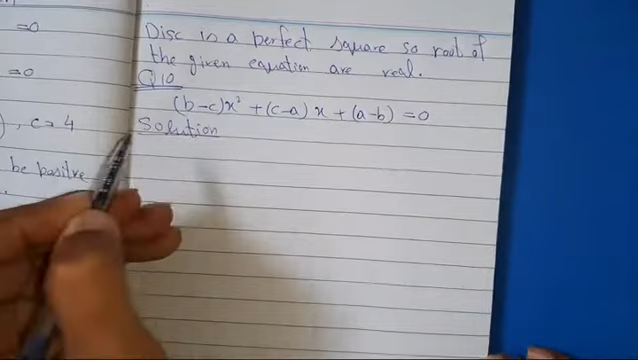 =0
=0
), c = 4
be positive
Disc is a perfect square so root of
the given equation are real.
Q10
(b-c)x² + (c-a)x + (a-b) = 0
Solution